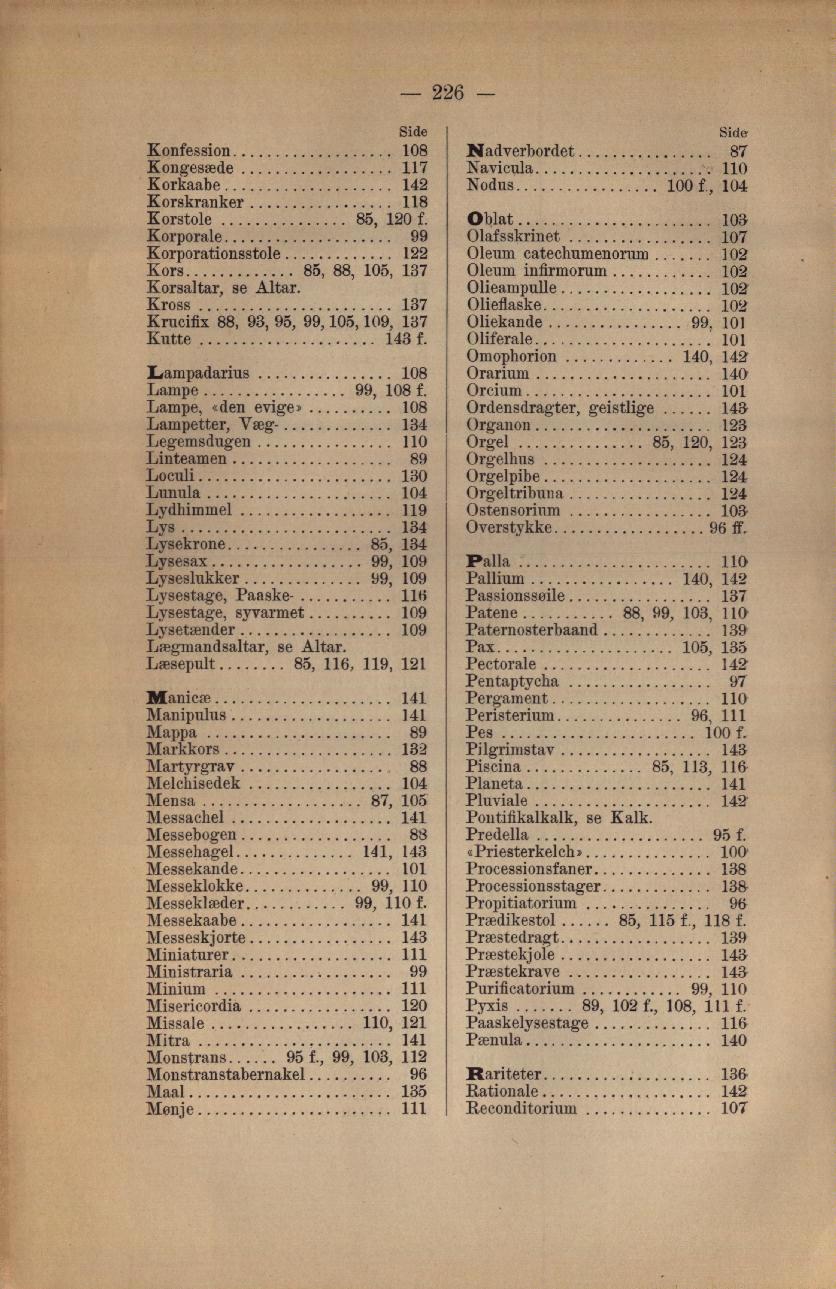 — 226 —
Side
Konfession................... 108
Kongesæde .................. 117
Korkaabe.................... 142
Korskranker ................. 118
Korstole ............... 85, 120 f.
Korporale.................... 99
Korporationsstole............. 122
Kors............. 85, 88, 105, 137
Korsaltar, se Altar.
Kross ....................... 137
Krucifix 88, 93, 95, 99, 105, 109, 137
Kutte ..................... 143 f.
Lampadarius ................ 108
Lampe ................. 99, 108 f.
Lampe, «den evige» .......... 108
Lampetter, Væg- ............. 134
Legemsdugen ................ 110
Linteamen ................... 89
Loculi....................... 130
Lunula ...................... 104
Lydhimmel .................. 119
Lys ......................... 134
Lysekrone................ 85, 134
Lysesax.................. 99, 109
Lyseslukker .............. 99, 109
Lysestage, Paaske- ........... 116
Lysestage, syvarmet .......... 109
Lysetænder .................. 109
Lægmandsaltar, se Altar.
Læsepult........ 85, 116, 119, 121
Manicæ..................... 141
Manipulus ................... 141
Mappa ...................... 89
Markkors .................... 132
Martyrgrav .................. 88
Melchisedek ................. 104
Mensa ................... 87, 105
Messachel ................... 141
Messebogen.................. 88
Messehagel.............. 141, 143
Messekande.................. 101
Messeklokke.............. 99, 110
Messeklæder............ 99, 110 f.
Messekaabe .................. 141
Messeskjorte ................. 143
Miniaturer................... 111
Ministraria .................. 99
Minium ..................... 111
Misericordia ................. 120
Missale ................. 110, 121
Mitra ....................... 141
Monstrans...... 95 f., 99, 103, 112
Monstranstabernakel.......... 96
Maal........................ 135
Mønje....................... 111
Side
Nadverbordet................ 87
Navicula..................... 110
Nodus................. 100 f., 104
Oblat....................... 103
Olafsskrinet ................. 107
Oleum catechumenorum ....... 102
Oleum infirmorum ............ 102
Olieampulle.................. 102
Olieflaske.................... 102
Oliekande ................ 99, 101
Oliferale..................... 101
Omophorion ............. 140, 142
Orarium ..................... 140
Orcium...................... 101
Ordensdragter, geistlige ...... 143
Organon..................... 123
Orgel ............... 85, 120, 123
Orgelhus .................... 124
Orgelpibe.................... 124
Orgeltribuna ................. 124
Ostensorium ................. 103
Overstykke.................. 96 ff.
Palla ....................... 110
Pallium ................. 140, 142
Passionssøile................. 137
Patene ........... 88, 99, 103, 110
Paternosterbaand ............. 139
Pax...................... 105, 135
Pectorale .................... 142
Pentaptycha ................. 97
Pergament................... 110
Peristerium............... 96, 111
Pes .......................... 100 f.
Pilgrimstav .................. 143
Piscina .............. 85, 113, 116
Planeta...................... 141
Pluviale ..................... 142
Pontifikalkalk, se Kalk.
Predella .................... 95 f.
«Priesterkelch»............... 100
Processionsfaner.............. 138
Processionsstager............. 138
Propitiatorium ............... 96
Prædikestol ...... 85, 115 f., 118 f.
Præstedragt.................. 139
Præstekjole .................. 143
Præstekrave ................. 143
Purificatorium ............ 99, 110
Pyxis ....... 89, 102 f., 108, 111 f.
Paaskelysestage .............. 116
Pænula...................... 140
Rariteter.................... 136
Rationale.................... 142
Reconditorium ............... 107